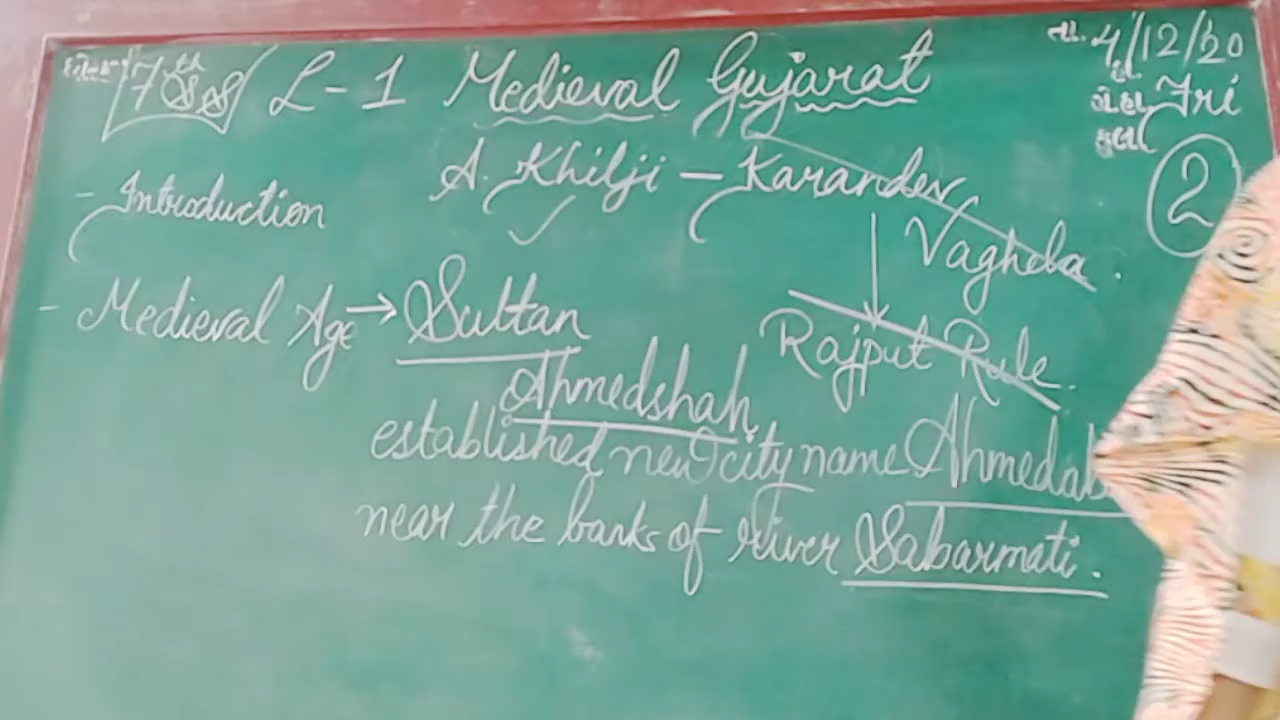 7th SS L-1 Medieval Gujarat
તા. 4/12/20
Fri
2
A. Khilji - Karandev
- Introduction
Vaghela.
- Medieval Age → Sultan
Rajput Rule.
Ahmedshah
established new city name Ahmedab
near the banks of river Sabarmati.